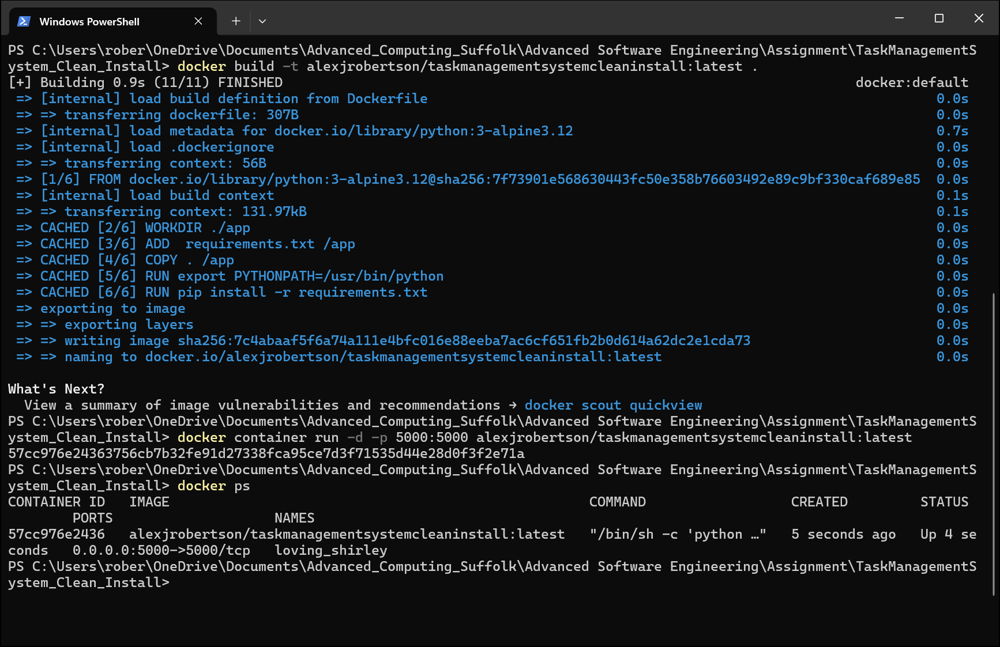 Windows PowerShell
PS C:\Users\rober\OneDrive\Documents\Advanced_Computing_Suffolk\Advanced Software Engineering\Assignment\TaskManagementS
ystem_Clean_Install> docker build -t alexjrobertson/taskmanagementsystemcleaninstall:latest .
[+] Building 0.9s (11/11) FINISHED docker:default
=> [internal] load build definition from Dockerfile 0.0s
=> => transferring dockerfile: 307B 0.0s
=> [internal] load metadata for docker.io/library/python:3-alpine3.12 0.7s
=> [internal] load .dockerignore 0.0s
=> => transferring context: 56B 0.0s
=> [1/6] FROM docker.io/library/python:3-alpine3.12@sha256:7f73901e568630443fc50e358b76603492e89c9bf330caf689e85 0.0s
=> [internal] load build context 0.1s
=> => transferring context: 131.97kB 0.1s
=> CACHED [2/6] WORKDIR ./app 0.0s
=> CACHED [3/6] ADD  requirements.txt /app 0.0s
=> CACHED [4/6] COPY . /app 0.0s
=> CACHED [5/6] RUN export PYTHONPATH=/usr/bin/python 0.0s
=> CACHED [6/6] RUN pip install -r requirements.txt 0.0s
=> exporting to image 0.0s
=> => exporting layers 0.0s
=> => writing image sha256:7c4abaaf5f6a74a111e4bfc016e88eeba7ac6cf651fb2b0d614a62dc2e1cda73 0.0s
=> => naming to docker.io/alexjrobertson/taskmanagementsystemcleaninstall:latest 0.0s
What's Next?
View a summary of image vulnerabilities and recommendations → docker scout quickview
PS C:\Users\rober\OneDrive\Documents\Advanced_Computing_Suffolk\Advanced Software Engineering\Assignment\TaskManagementS
ystem_Clean_Install> docker container run -d -p 5000:5000 alexjrobertson/taskmanagementsystemcleaninstall:latest
57cc976e24363756cb7b32fe91d27338fca95ce7d3f71535d44e28d0f3f2e71a
PS C:\Users\rober\OneDrive\Documents\Advanced_Computing_Suffolk\Advanced Software Engineering\Assignment\TaskManagementS
ystem_Clean_Install> docker ps
CONTAINER ID   IMAGE   COMMAND   CREATED   STATUS
PORTS   NAMES
57cc976e2436   alexjrobertson/taskmanagementsystemcleaninstall:latest   "/bin/sh -c 'python …"   5 seconds ago   Up 4 se
conds   0.0.0.0:5000->5000/tcp   loving_shirley
PS C:\Users\rober\OneDrive\Documents\Advanced_Computing_Suffolk\Advanced Software Engineering\Assignment\TaskManagementS
ystem_Clean_Install>